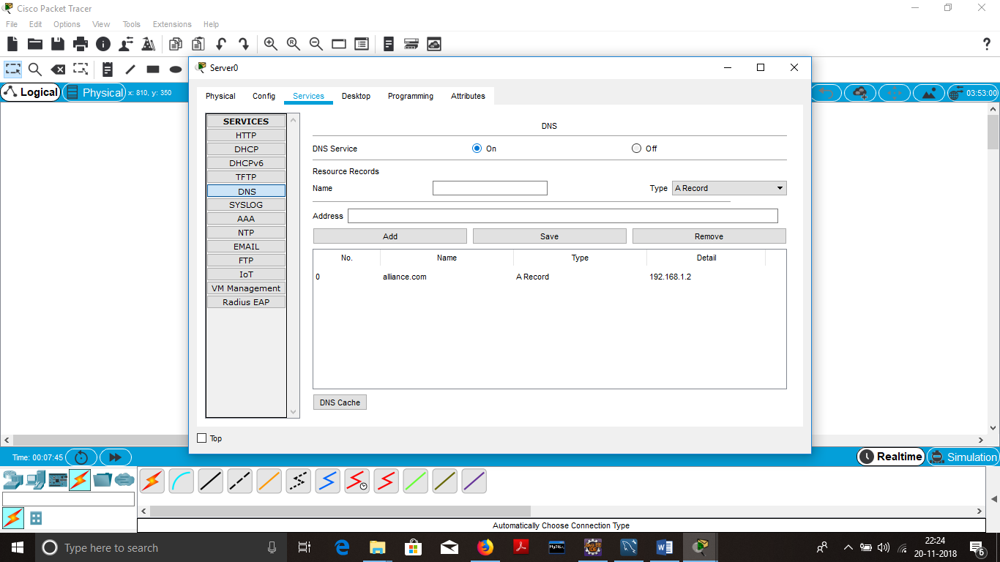 Cisco Packet Tracer
File Edit Options View Tools Extensions Help
R
?
Server0
Logical Physical x: 810, y: 350
03:53:00
Physical Config Services Desktop Programming Attributes
SERVICES
HTTP
DHCP
DHCPv6
TFTP
DNS
SYSLOG
AAA
NTP
EMAIL
FTP
IoT
VM Management
Radius EAP
DNS
DNS Service On Off
Resource Records
Name Type A Record
Address
Add Save Remove
No. Name Type Detail
0 alliance.com A Record 192.168.1.2
DNS Cache
Top
Time: 00:07:45
Realtime Simulation
Automatically Choose Connection Type
Type here to search
MySQL
22:24
20-11-2018
6